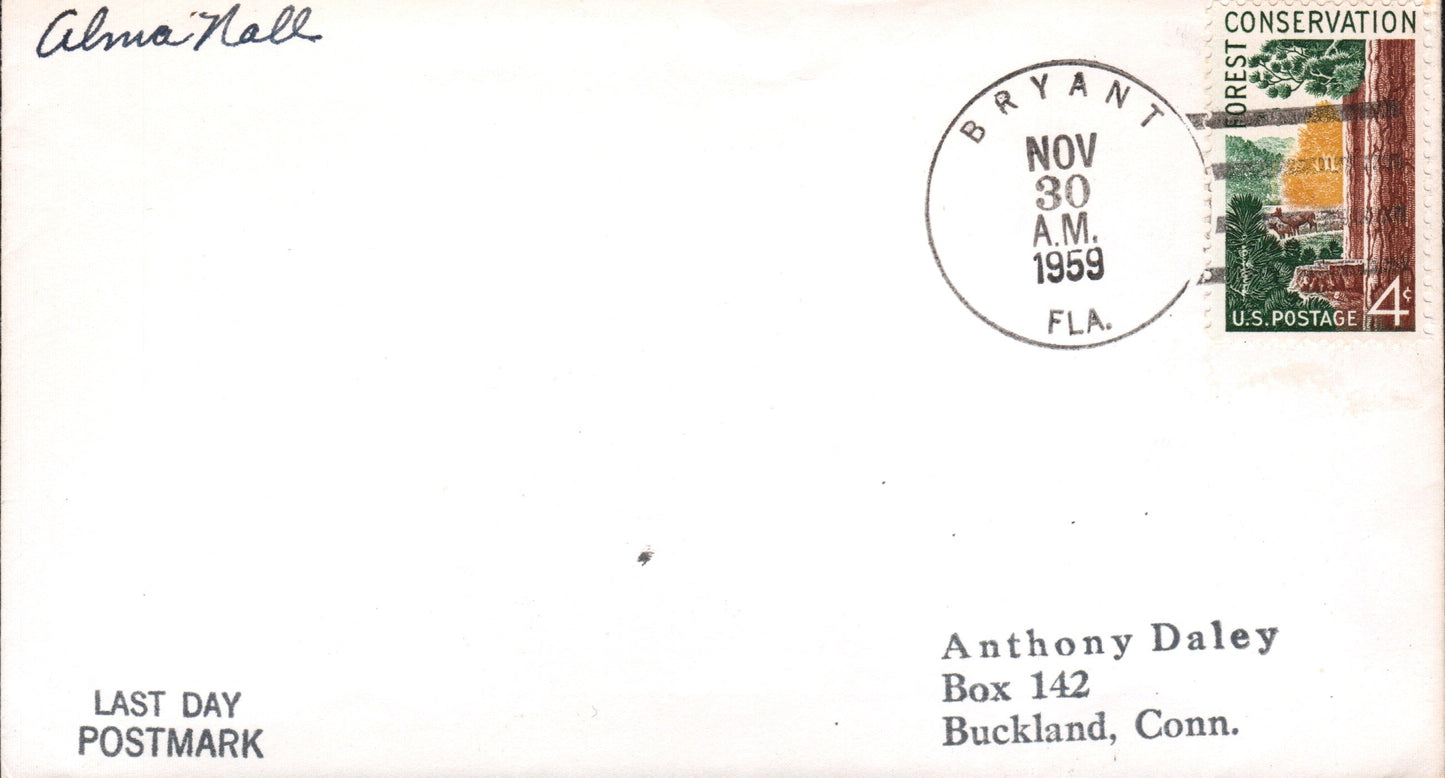 Alma Nall
FOREST CONSERVATION
U.S. POSTAGE 4¢
BRYANT
NOV
30
A.M.
1959
FLA.
Anthony Daley
Box 142
Buckland, Conn.
LAST DAY
POSTMARK